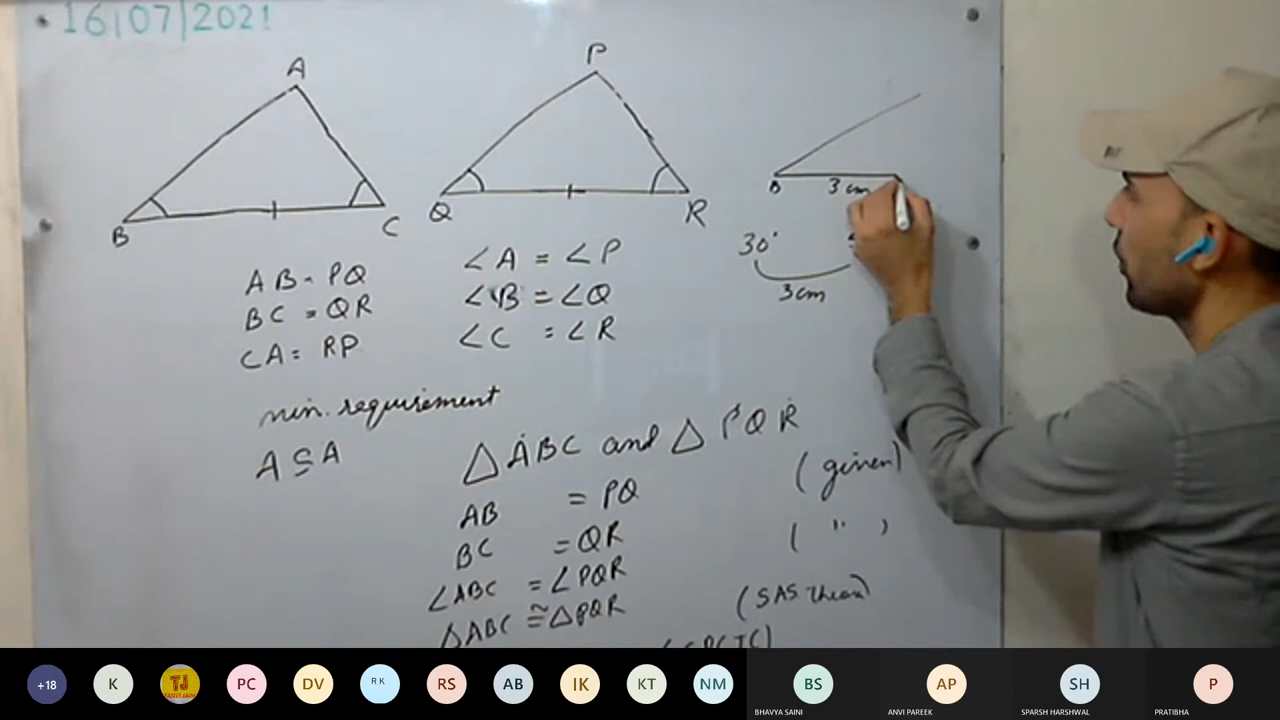 16/07/2021
A
B
C
P
Q
R
B
3 cm
30°
3cm
AB = PQ
BC = QR
CA = RP
∠A = ∠P
∠B = ∠Q
∠C = ∠R
min. requirement
ASA
△ABC and △PQR
AB = PQ (given)
BC = QR ( " )
∠ABC = ∠PQR
△ABC ≅ △PQR (SAS
+18
K
TJ
PC
DV
RK
RS
AB
IK
KT
NM
BS
AP
SH
P
BHAVYA SAINI
ANVI PAREEK
SPARSH HARSHWAL
PRATIBHA